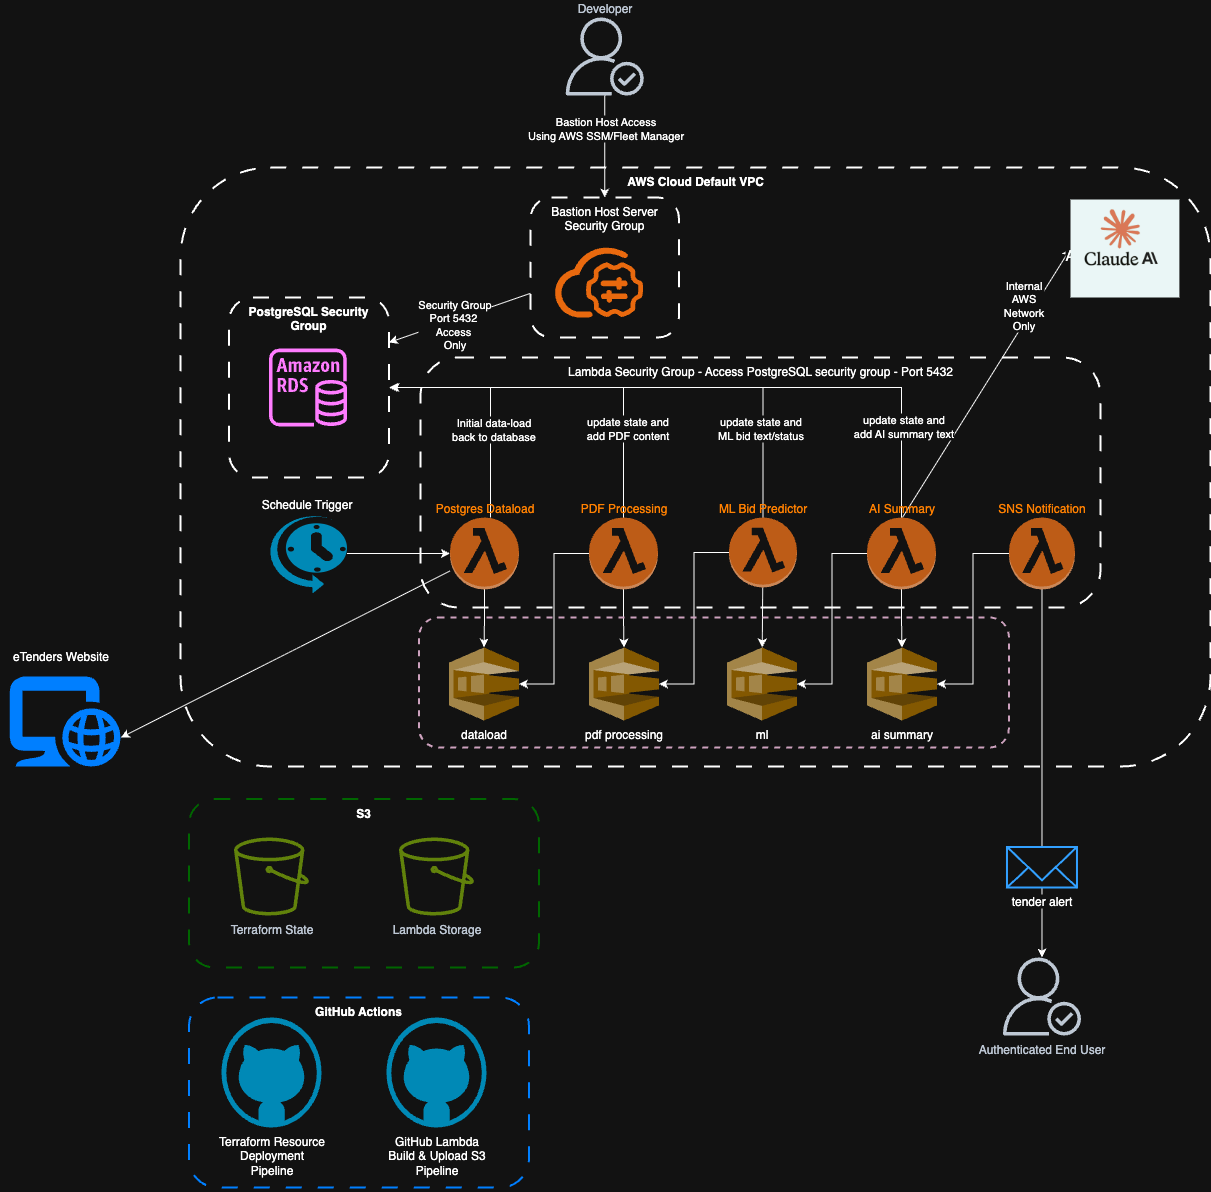 Developer
Bastion Host Access
Using AWS SSM/Fleet Manager
AWS Cloud Default VPC
Bastion Host Server
Security Group
Claude A\
Internal
AWS
Network
Only
PostgreSQL Security
Group
Amazon
RDS
Security Group
Port 5432
Access
Only
Lambda Security Group - Access PostgreSQL security group - Port 5432
Initial data-load
back to database
update state and
add PDF content
update state and
ML bid text/status
update state and
add AI summary text
Schedule Trigger
Postgres Dataload
PDF Processing
ML Bid Predictor
AI Summary
SNS Notification
eTenders Website
dataload
pdf processing
ml
ai summary
S3
Terraform State
Lambda Storage
tender alert
Authenticated End User
GitHub Actions
Terraform Resource
Deployment
Pipeline
GitHub Lambda
Build & Upload S3
Pipeline